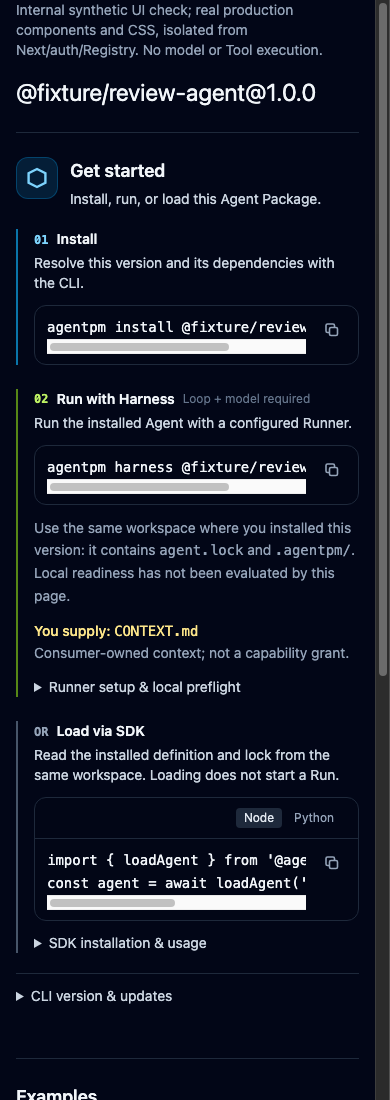 Internal synthetic UI check; real production
components and CSS, isolated from
Next/auth/Registry. No model or Tool execution.
@fixture/review-agent@1.0.0
Get started
Install, run, or load this Agent Package.
01 Install
Resolve this version and its dependencies with
the CLI.
agentpm install @fixture/review
02 Run with Harness Loop + model required
Run the installed Agent with a configured Runner.
agentpm harness @fixture/review
Use the same workspace where you installed this
version: it contains agent.lock and .agentpm/.
Local readiness has not been evaluated by this
page.
You supply: CONTEXT.md
Consumer-owned context; not a capability grant.
Runner setup & local preflight
OR Load via SDK
Read the installed definition and lock from the
same workspace. Loading does not start a Run.
Node Python
import { loadAgent } from '@age
const agent = await loadAgent('
SDK installation & usage
CLI version & updates
Examples